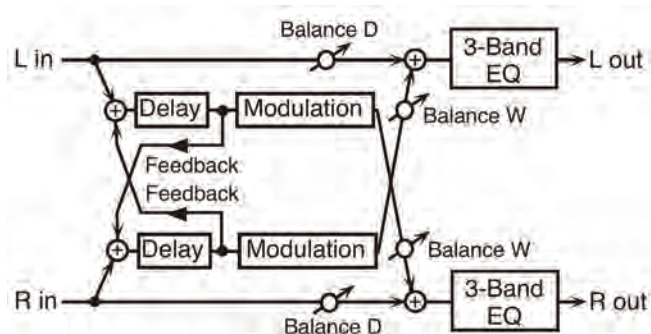 Balance D
3-Band
EQ
L in
L out
Delay
Modulation
Balance W
Feedback
Feedback
Delay
Modulation
Balance W
R in
3-Band
EQ
R out
Balance D